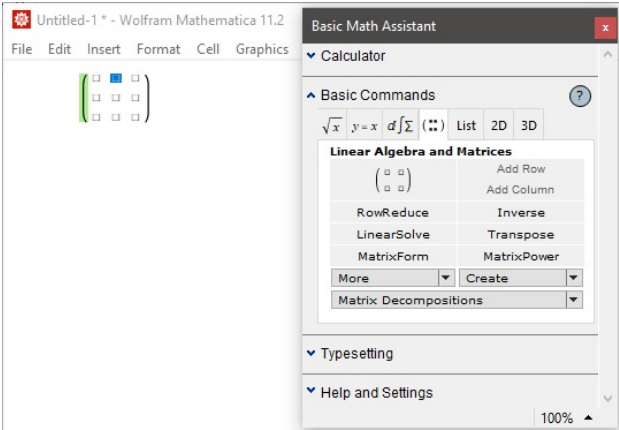 Untitled-1 * - Wolfram Mathematica 11.2
File Edit Insert Format Cell Graphics
Basic Math Assistant
x
Calculator
Basic Commands
?
√x y=x d∫Σ (∷) List 2D 3D
Linear Algebra and Matrices
Add Row
Add Column
RowReduce Inverse
LinearSolve Transpose
MatrixForm MatrixPower
More Create
Matrix Decompositions
Typesetting
Help and Settings
100%